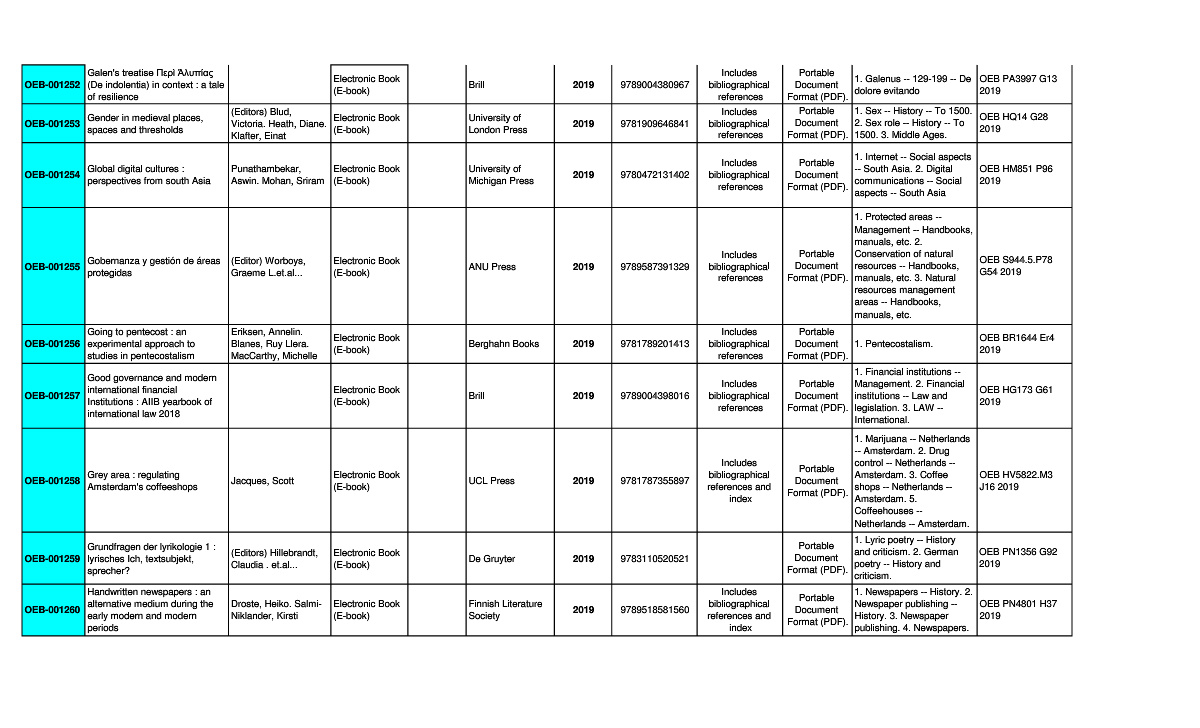 OEB-001252
Galen's treatise Περὶ Ἀλυπίας
(De indolentia) in context : a tale
of resilience
Electronic Book
(E-book)
Brill
2019
9789004380967
Includes
bibliographical
references
Portable
Document
Format (PDF).
1. Galenus -- 129-199 -- De
dolore evitando
OEB PA3997 G13
2019
OEB-001253
Gender in medieval places,
spaces and thresholds
(Editors) Blud,
Victoria. Heath, Diane.
Klafter, Einat
Electronic Book
(E-book)
University of
London Press
2019
9781909646841
Includes
bibliographical
references
Portable
Document
Format (PDF).
1. Sex -- History -- To 1500.
2. Sex role -- History -- To
1500. 3. Middle Ages.
OEB HQ14 G28
2019
OEB-001254
Global digital cultures :
perspectives from south Asia
Punathambekar,
Aswin. Mohan, Sriram
Electronic Book
(E-book)
University of
Michigan Press
2019
9780472131402
Includes
bibliographical
references
Portable
Document
Format (PDF).
1. Internet -- Social aspects
-- South Asia. 2. Digital
communications -- Social
aspects -- South Asia
OEB HM851 P96
2019
OEB-001255
Gobernanza y gestión de áreas
protegidas
(Editor) Worboys,
Graeme L.et.al...
Electronic Book
(E-book)
ANU Press
2019
9789587391329
Includes
bibliographical
references
Portable
Document
Format (PDF).
1. Protected areas --
Management -- Handbooks,
manuals, etc. 2.
Conservation of natural
resources -- Handbooks,
manuals, etc. 3. Natural
resources management
areas -- Handbooks,
manuals, etc.
OEB S944.5.P78
G54 2019
OEB-001256
Going to pentecost : an
experimental approach to
studies in pentecostalism
Eriksen, Annelin.
Blanes, Ruy Llera.
MacCarthy, Michelle
Electronic Book
(E-book)
Berghahn Books
2019
9781789201413
Includes
bibliographical
references
Portable
Document
Format (PDF).
1. Pentecostalism.
OEB BR1644 Er4
2019
OEB-001257
Good governance and modern
international financial
Institutions : AIIB yearbook of
international law 2018
Electronic Book
(E-book)
Brill
2019
9789004398016
Includes
bibliographical
references
Portable
Document
Format (PDF).
1. Financial institutions --
Management. 2. Financial
institutions -- Law and
legislation. 3. LAW --
International.
OEB HG173 G61
2019
OEB-001258
Grey area : regulating
Amsterdam's coffeeshops
Jacques, Scott
Electronic Book
(E-book)
UCL Press
2019
9781787355897
Includes
bibliographical
references and
index
Portable
Document
Format (PDF).
1. Marijuana -- Netherlands
-- Amsterdam. 2. Drug
control -- Netherlands --
Amsterdam. 3. Coffee
shops -- Netherlands --
Amsterdam. 5.
Coffeehouses --
Netherlands -- Amsterdam.
OEB HV5822.M3
J16 2019
OEB-001259
Grundfragen der lyrikologie 1 :
lyrisches Ich, textsubjekt,
sprecher?
(Editors) Hillebrandt,
Claudia . et.al...
Electronic Book
(E-book)
De Gruyter
2019
9783110520521
Portable
Document
Format (PDF).
1. Lyric poetry -- History
and criticism. 2. German
poetry -- History and
criticism.
OEB PN1356 G92
2019
OEB-001260
Handwritten newspapers : an
alternative medium during the
early modern and modern
periods
Droste, Heiko. Salmi-
Niklander, Kirsti
Electronic Book
(E-book)
Finnish Literature
Society
2019
9789518581560
Includes
bibliographical
references and
index
Portable
Document
Format (PDF).
1. Newspapers -- History. 2.
Newspaper publishing --
History. 3. Newspaper
publishing. 4. Newspapers.
OEB PN4801 H37
2019